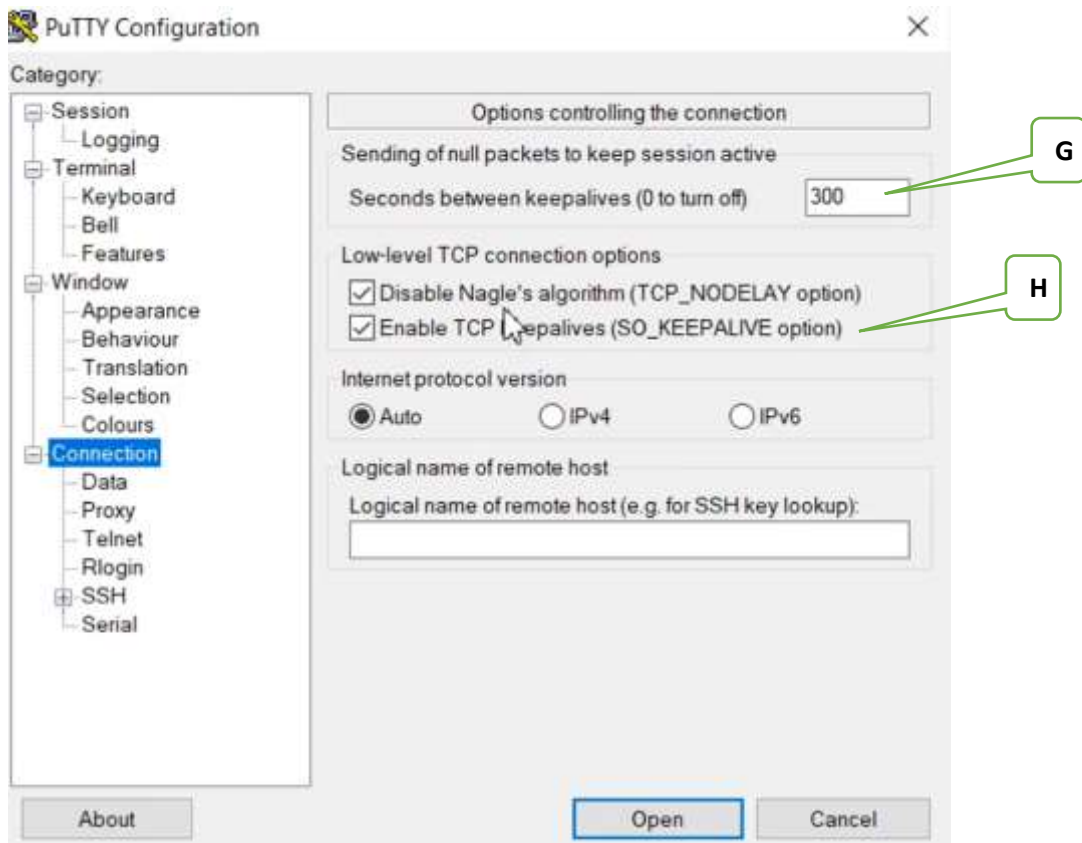 PuTTY Configuration
Category:
Session
Logging
Terminal
Keyboard
Bell
Features
Window
Appearance
Behaviour
Translation
Selection
Colours
Connection
Data
Proxy
Telnet
Rlogin
SSH
Serial
Options controlling the connection
Sending of null packets to keep session active
Seconds between keepalives (0 to turn off) 300
G
Low-level TCP connection options
Disable Nagle's algorithm (TCP_NODELAY option)
Enable TCP keepalives (SO_KEEPALIVE option)
H
Internet protocol version
Auto IPv4 IPv6
Logical name of remote host
Logical name of remote host (e.g. for SSH key lookup):
About Open Cancel